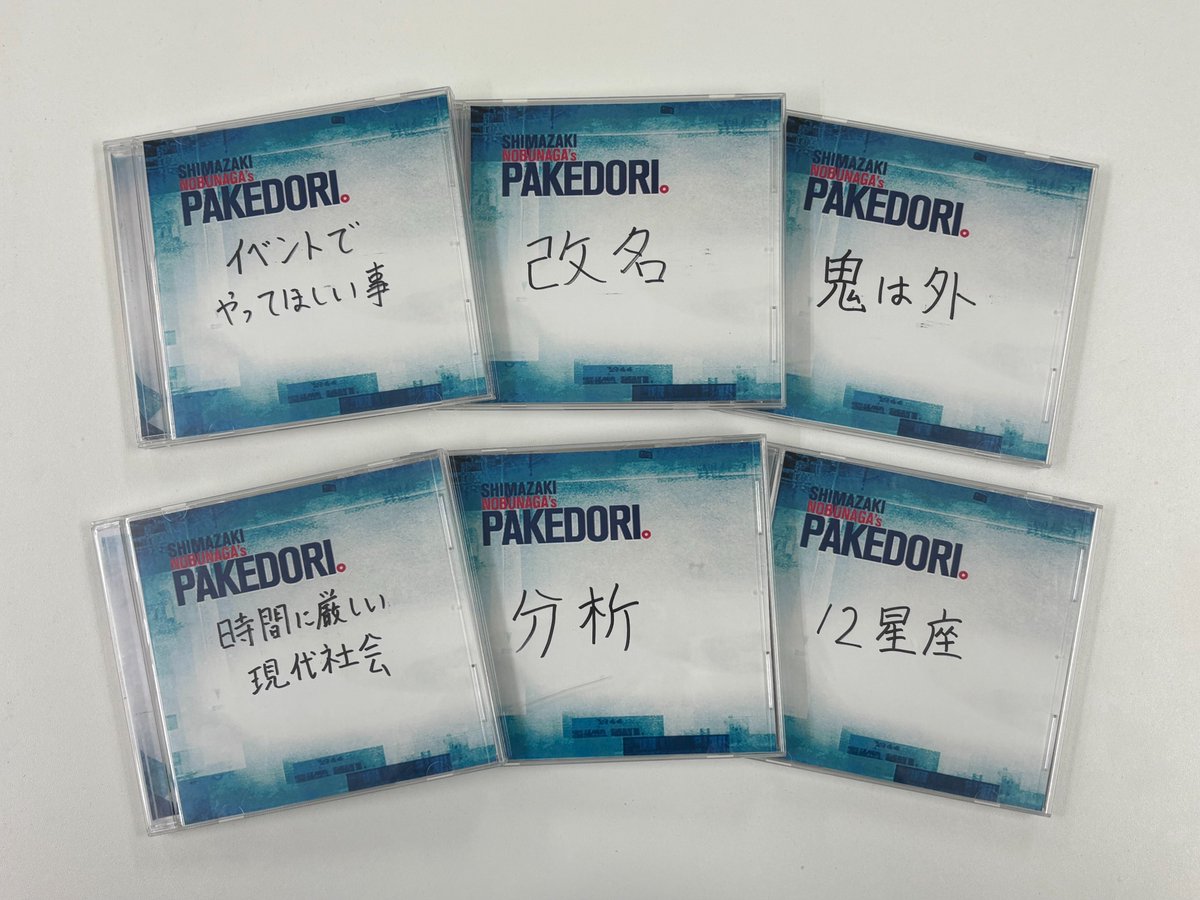 SHIMAZAKI
NOBUNAGA's
PAKEDORI.
イベントで
やってほしい事
SHIMAZAKI
NOBUNAGA's
PAKEDORI.
改名
SHIMAZAKI
NOBUNAGA's
PAKEDORI.
鬼は外
SHIMAZAKI
NOBUNAGA's
PAKEDORI.
時間に厳しい
現代社会
SHIMAZAKI
NOBUNAGA's
PAKEDORI.
分析
SHIMAZAKI
NOBUNAGA's
PAKEDORI.
12星座